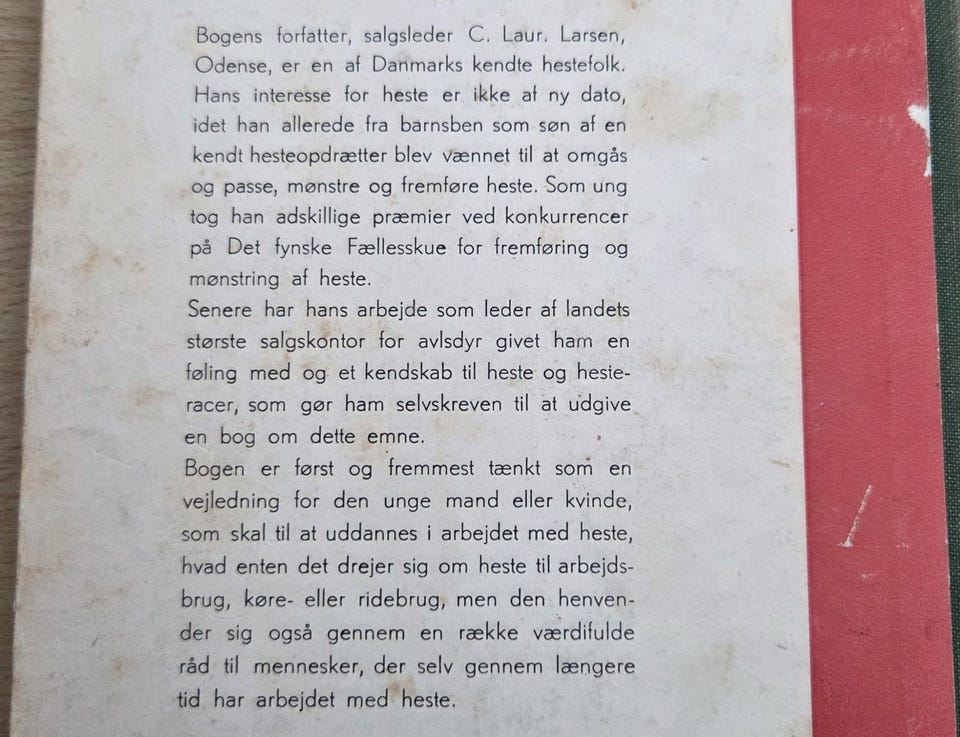 Bogens forfatter, salgsleder C. Laur. Larsen,
Odense, er en af Danmarks kendte hestefolk.
Hans interesse for heste er ikke af ny dato,
idet han allerede fra barnsben som søn af en
kendt hesteopdrætter blev vænnet til at omgås
og passe, mønstre og fremføre heste. Som ung
tog han adskillige præmier ved konkurrencer
på Det fynske Fællesskue for fremføring og
mønstring af heste.
Senere har hans arbejde som leder af landets
største salgskontor for avlsdyr givet ham en
føling med og et kendskab til heste og heste-
racer, som gør ham selvskreven til at udgive
en bog om dette emne.
Bogen er først og fremmest tænkt som en
vejledning for den unge mand eller kvinde,
som skal til at uddannes i arbejdet med heste,
hvad enten det drejer sig om heste til arbejds-
brug, køre- eller ridebrug, men den henven-
der sig også gennem en række værdifulde
råd til mennesker, der selv gennem længere
tid har arbejdet med heste.